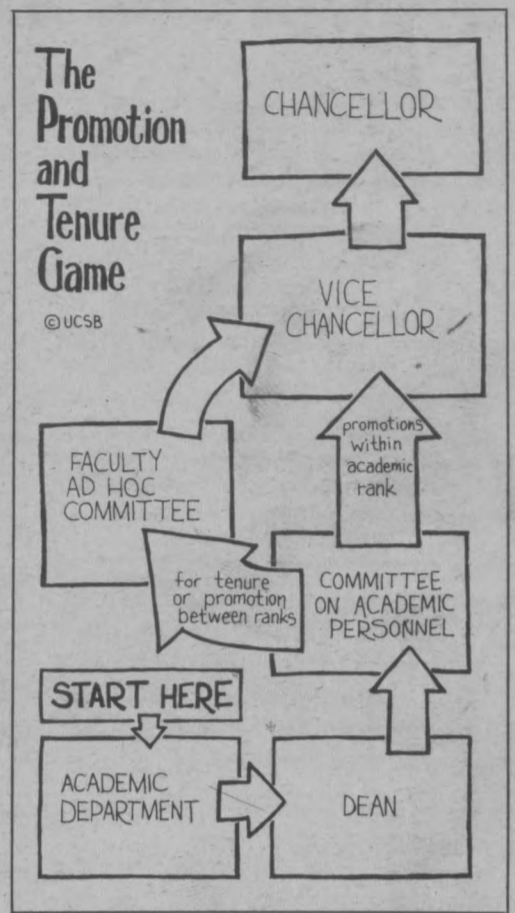 The
Promotion
and
Tenure
Game
©UCSB
CHANCELLOR
VICE
CHANCELLOR
promotions
within
academic
rank
FACULTY
AD HOC
COMMITTEE
for tenure
or promotion
between ranks
COMMITTEE
ON ACADEMIC
PERSONNEL
START HERE
ACADEMIC
DEPARTMENT
DEAN